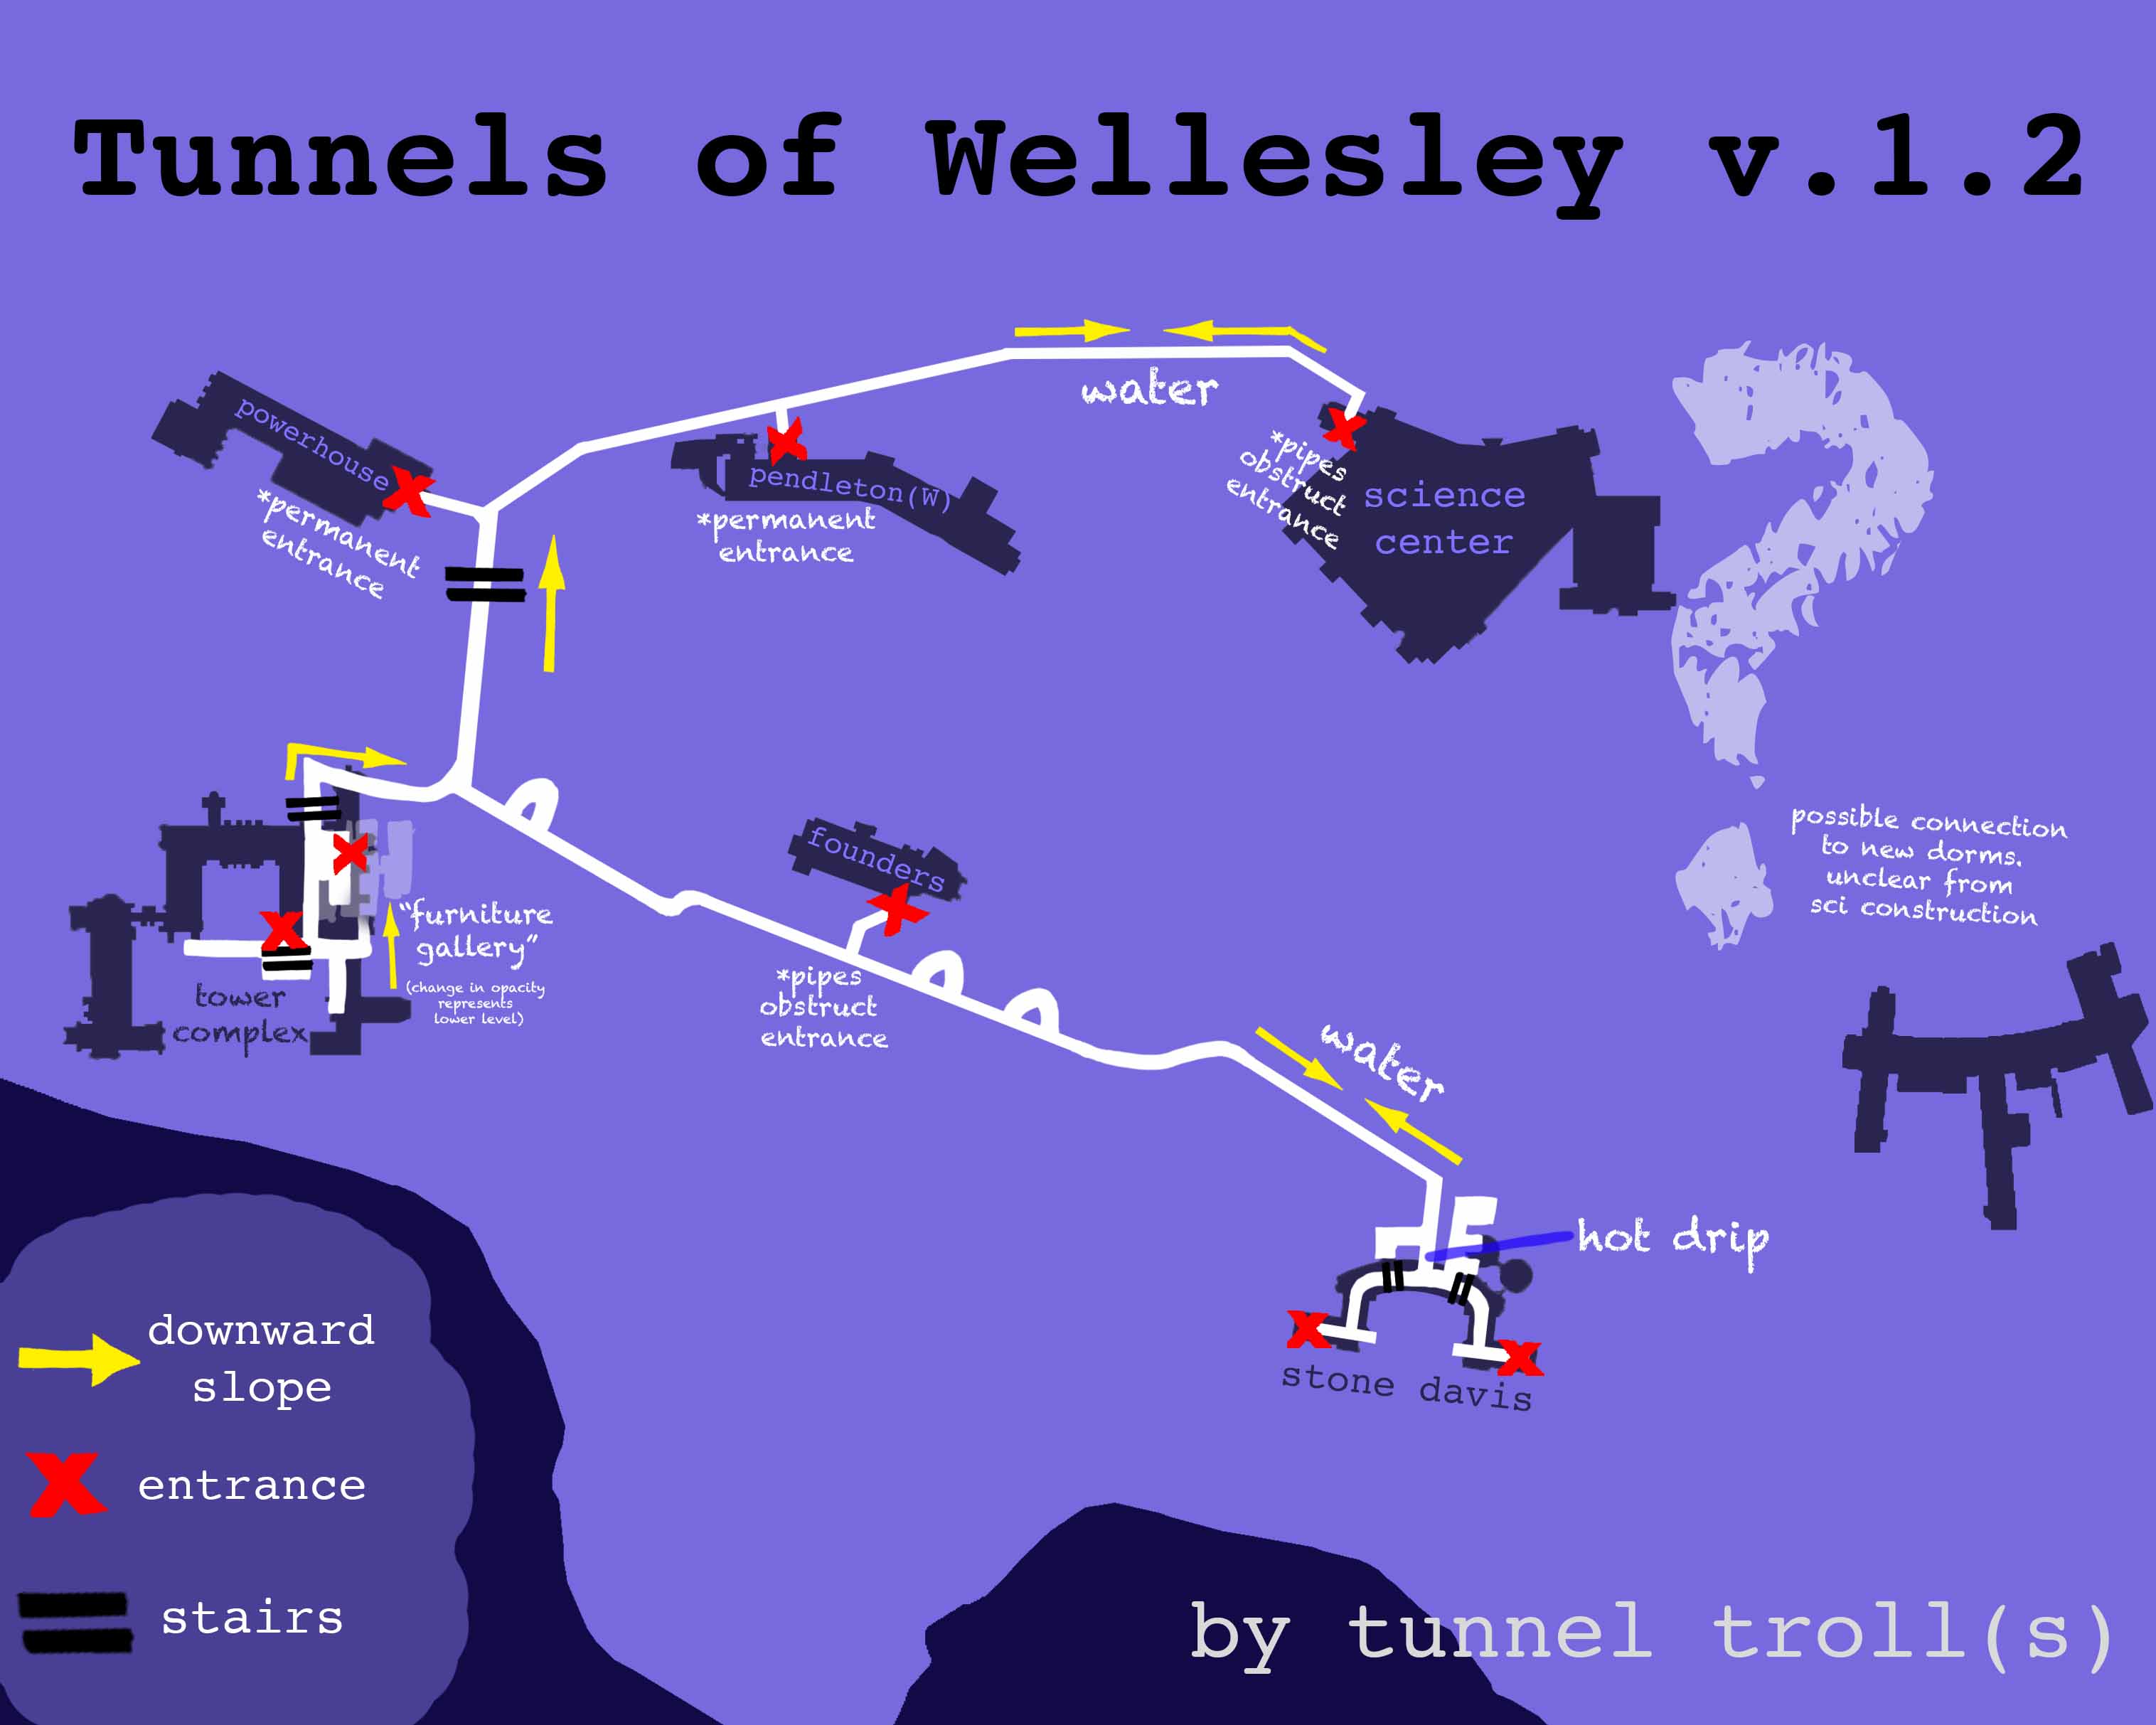 Tunnels of Wellesley v.1.2
water
powerhouse
*permanent
entrance
pendleton(W)
*permanent
entrance
*pipes
obstruct
entrance
science
center
possible connection
to new dorms.
unclear from
sci construction
founders
*pipes
obstruct
entrance
"furniture
gallery"
(change in opacity
represents
lower level)
tower
complex
water
hot drip
stone davis
downward
slope
entrance
stairs
by tunnel troll(s)